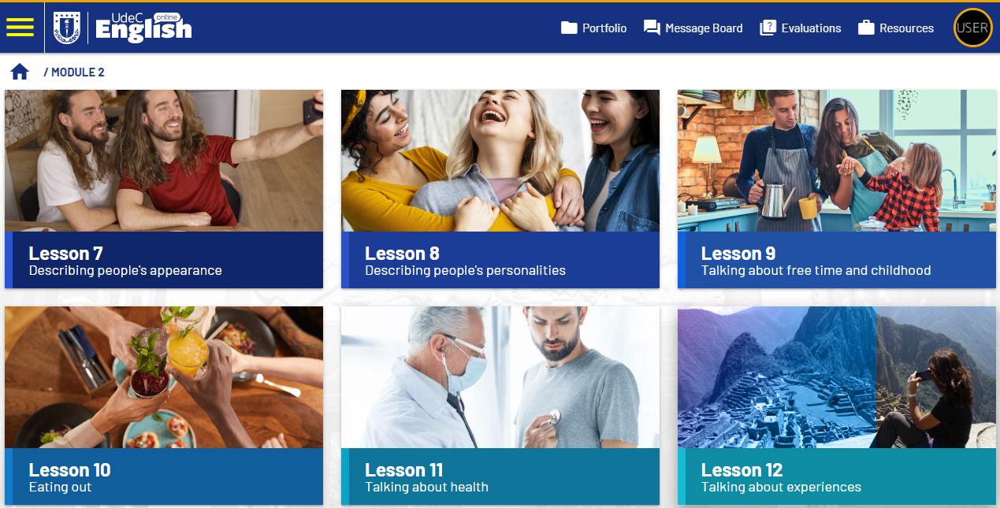 UdeC online
English
Portfolio
Message Board
Evaluations
Resources
USER
/ MODULE 2
Lesson 7
Describing people's appearance
Lesson 8
Describing people's personalities
Lesson 9
Talking about free time and childhood
Lesson 10
Eating out
Lesson 11
Talking about health
Lesson 12
Talking about experiences